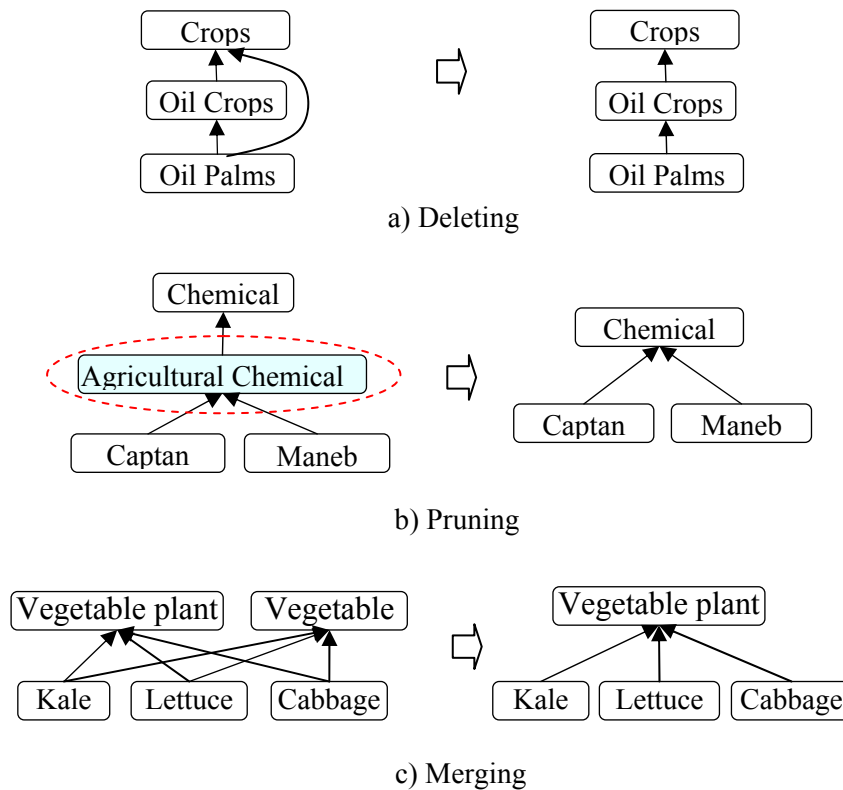 Crops Crops
Oil Crops Oil Crops
Oil Palms Oil Palms
a) Deleting
Chemical
Chemical
Agricultural Chemical
Captan Maneb
Captan Maneb
b) Pruning
Vegetable plant Vegetable Vegetable plant
Kale Lettuce Cabbage Kale Lettuce Cabbage
c) Merging